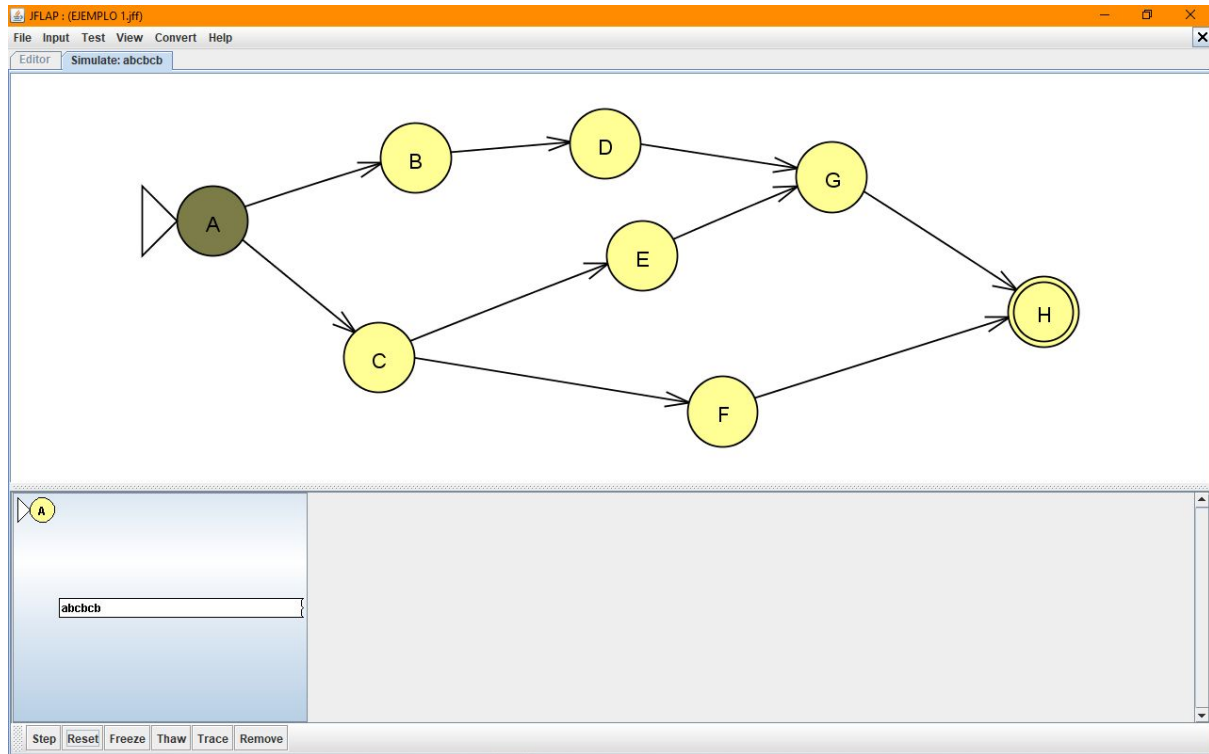 JFLAP : (EJEMPLO 1.jff)
File Input Test View Convert Help
Editor Simulate: abcbcb
B
D
G
A
E
H
C
F
A
abcbcb
Step Reset Freeze Thaw Trace Remove